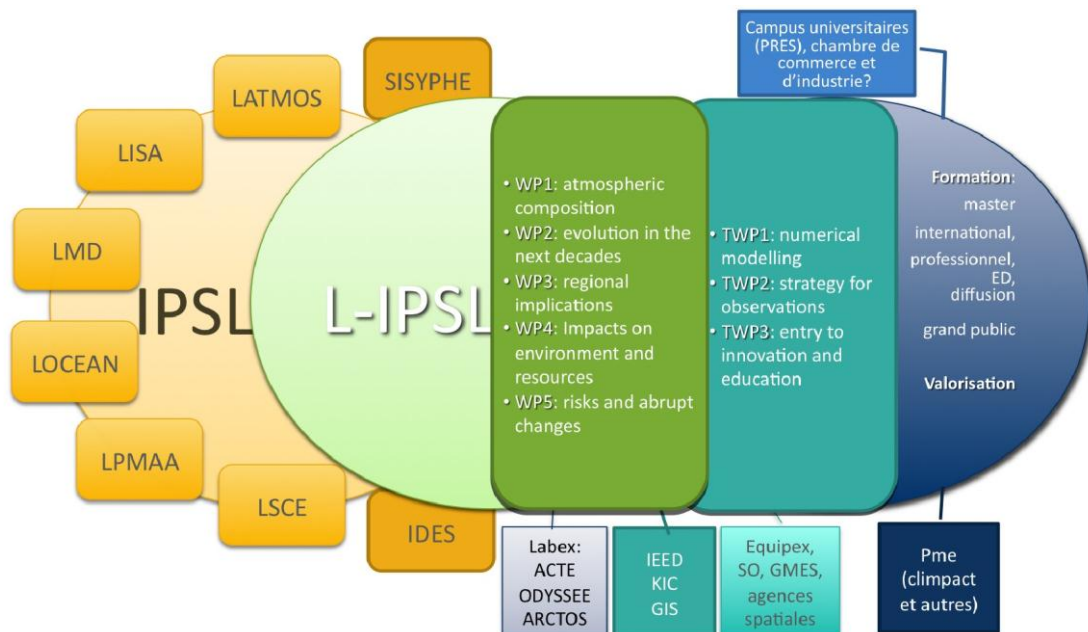 SISYPHE
LATMOS
LISA
LMD
LOCEAN
LPMAA
LSCE
IDES
IPSL
L-IPSL
• WP1: atmospheric
composition
• WP2: evolution in the
next decades
• WP3: regional
implications
• WP4: Impacts on
environment and
resources
• WP5: risks and abrupt
changes
• TWP1: numerical
modelling
• TWP2: strategy for
observations
• TWP3: entry to
innovation and
education
Campus universitaires
(PRES), chambre de
commerce et
d'industrie?
Formation:
master
international,
professionnel,
ED,
diffusion
grand public
Valorisation
Labex:
ACTE
ODYSSEE
ARCTOS
IEED
KIC
GIS
Equipex,
SO, GMES,
agences
spatiales
Pme
(climpact
et autres)